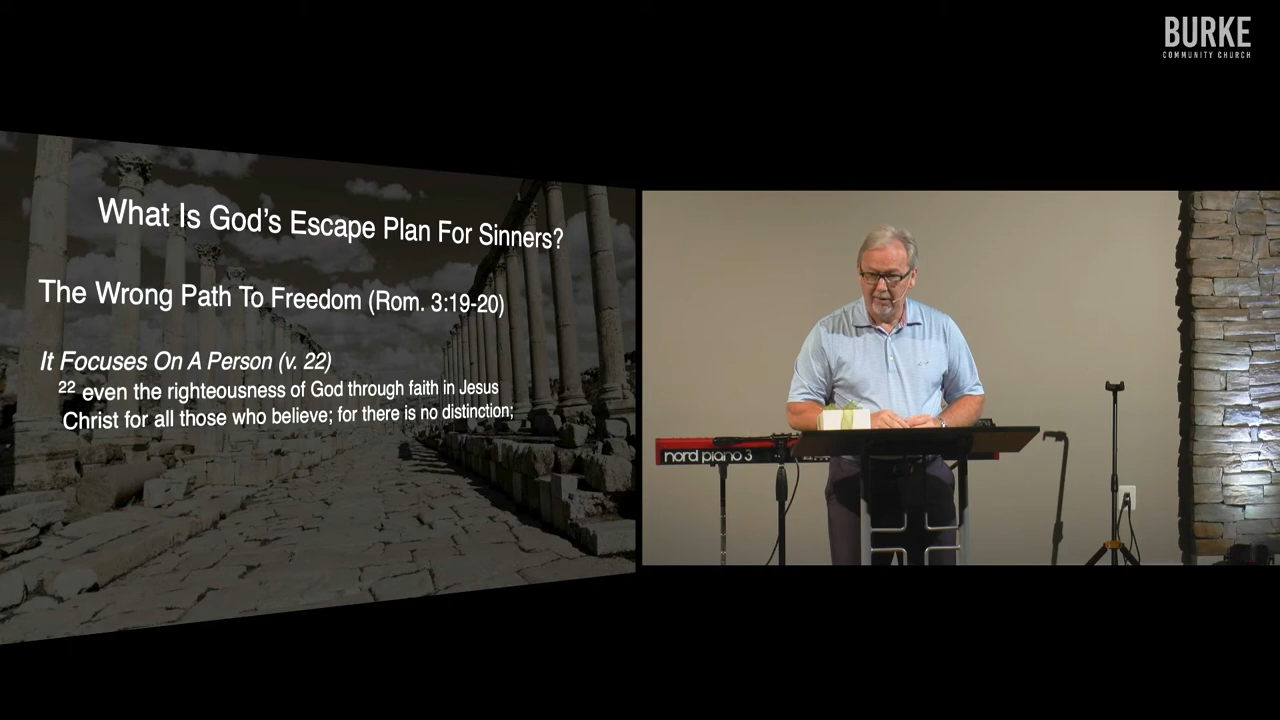 BURKE
COMMUNITY CHURCH
What Is God's Escape Plan For Sinners?
The Wrong Path To Freedom (Rom. 3:19-20)
It Focuses On A Person (v. 22)
22 even the righteousness of God through faith in Jesus
Christ for all those who believe; for there is no distinction;
nord piano 3